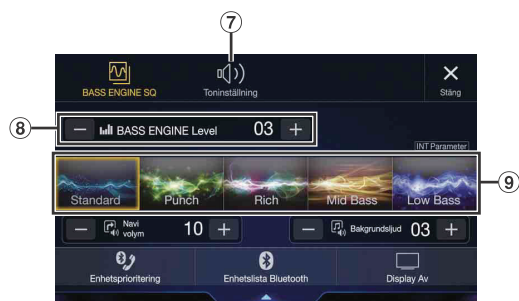 ⑦
BASS ENGINE SQ
Toninställning
Stäng
⑧
BASS ENGINE Level 03
INT Parameter
⑨
Standard Punch Rich Mid Bass Low Bass
Navi volym 10
Bakgrundsljud 03
Enhetsprioritering Enhetslista Bluetooth Display Av